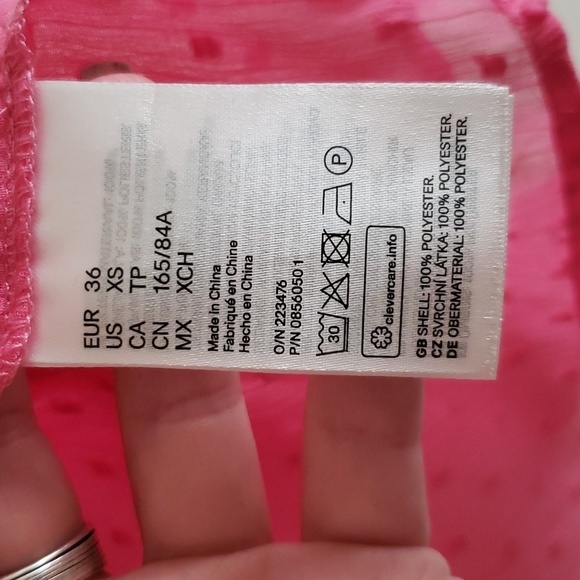 EUR 36
US XS
CA TP
CN 165/84A
MX XCH
Made in China
Fabriqué en Chine
Hecho en China
O/N 223476
P/N 0856050 1
30
P
clevercare.info
GB SHELL: 100% POLYESTER.
CZ SVRCHNÍ LÁTKA: 100% POLYESTER.
DE OBERMATERIAL: 100% POLYESTER.